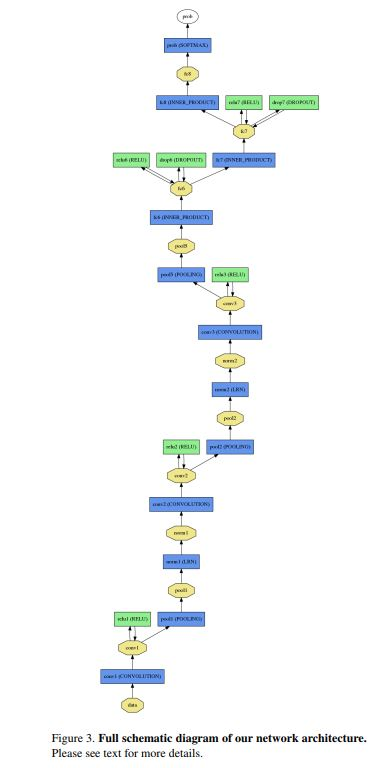 prob
prob (SOFTMAX)
fc8
fc8 (INNER_PRODUCT) relu7 (RELU) drop7 (DROPOUT)
fc7
relu6 (RELU) drop6 (DROPOUT) fc7 (INNER_PRODUCT)
fc6
fc6 (INNER_PRODUCT)
pool5
pool5 (POOLING) relu3 (RELU)
conv3
conv3 (CONVOLUTION)
norm2
norm2 (LRN)
pool2
relu2 (RELU) pool2 (POOLING)
conv2
conv2 (CONVOLUTION)
norm1
norm1 (LRN)
pool1
relu1 (RELU) pool1 (POOLING)
conv1
conv1 (CONVOLUTION)
data
Figure 3. Full schematic diagram of our network architecture.
Please see text for more details.